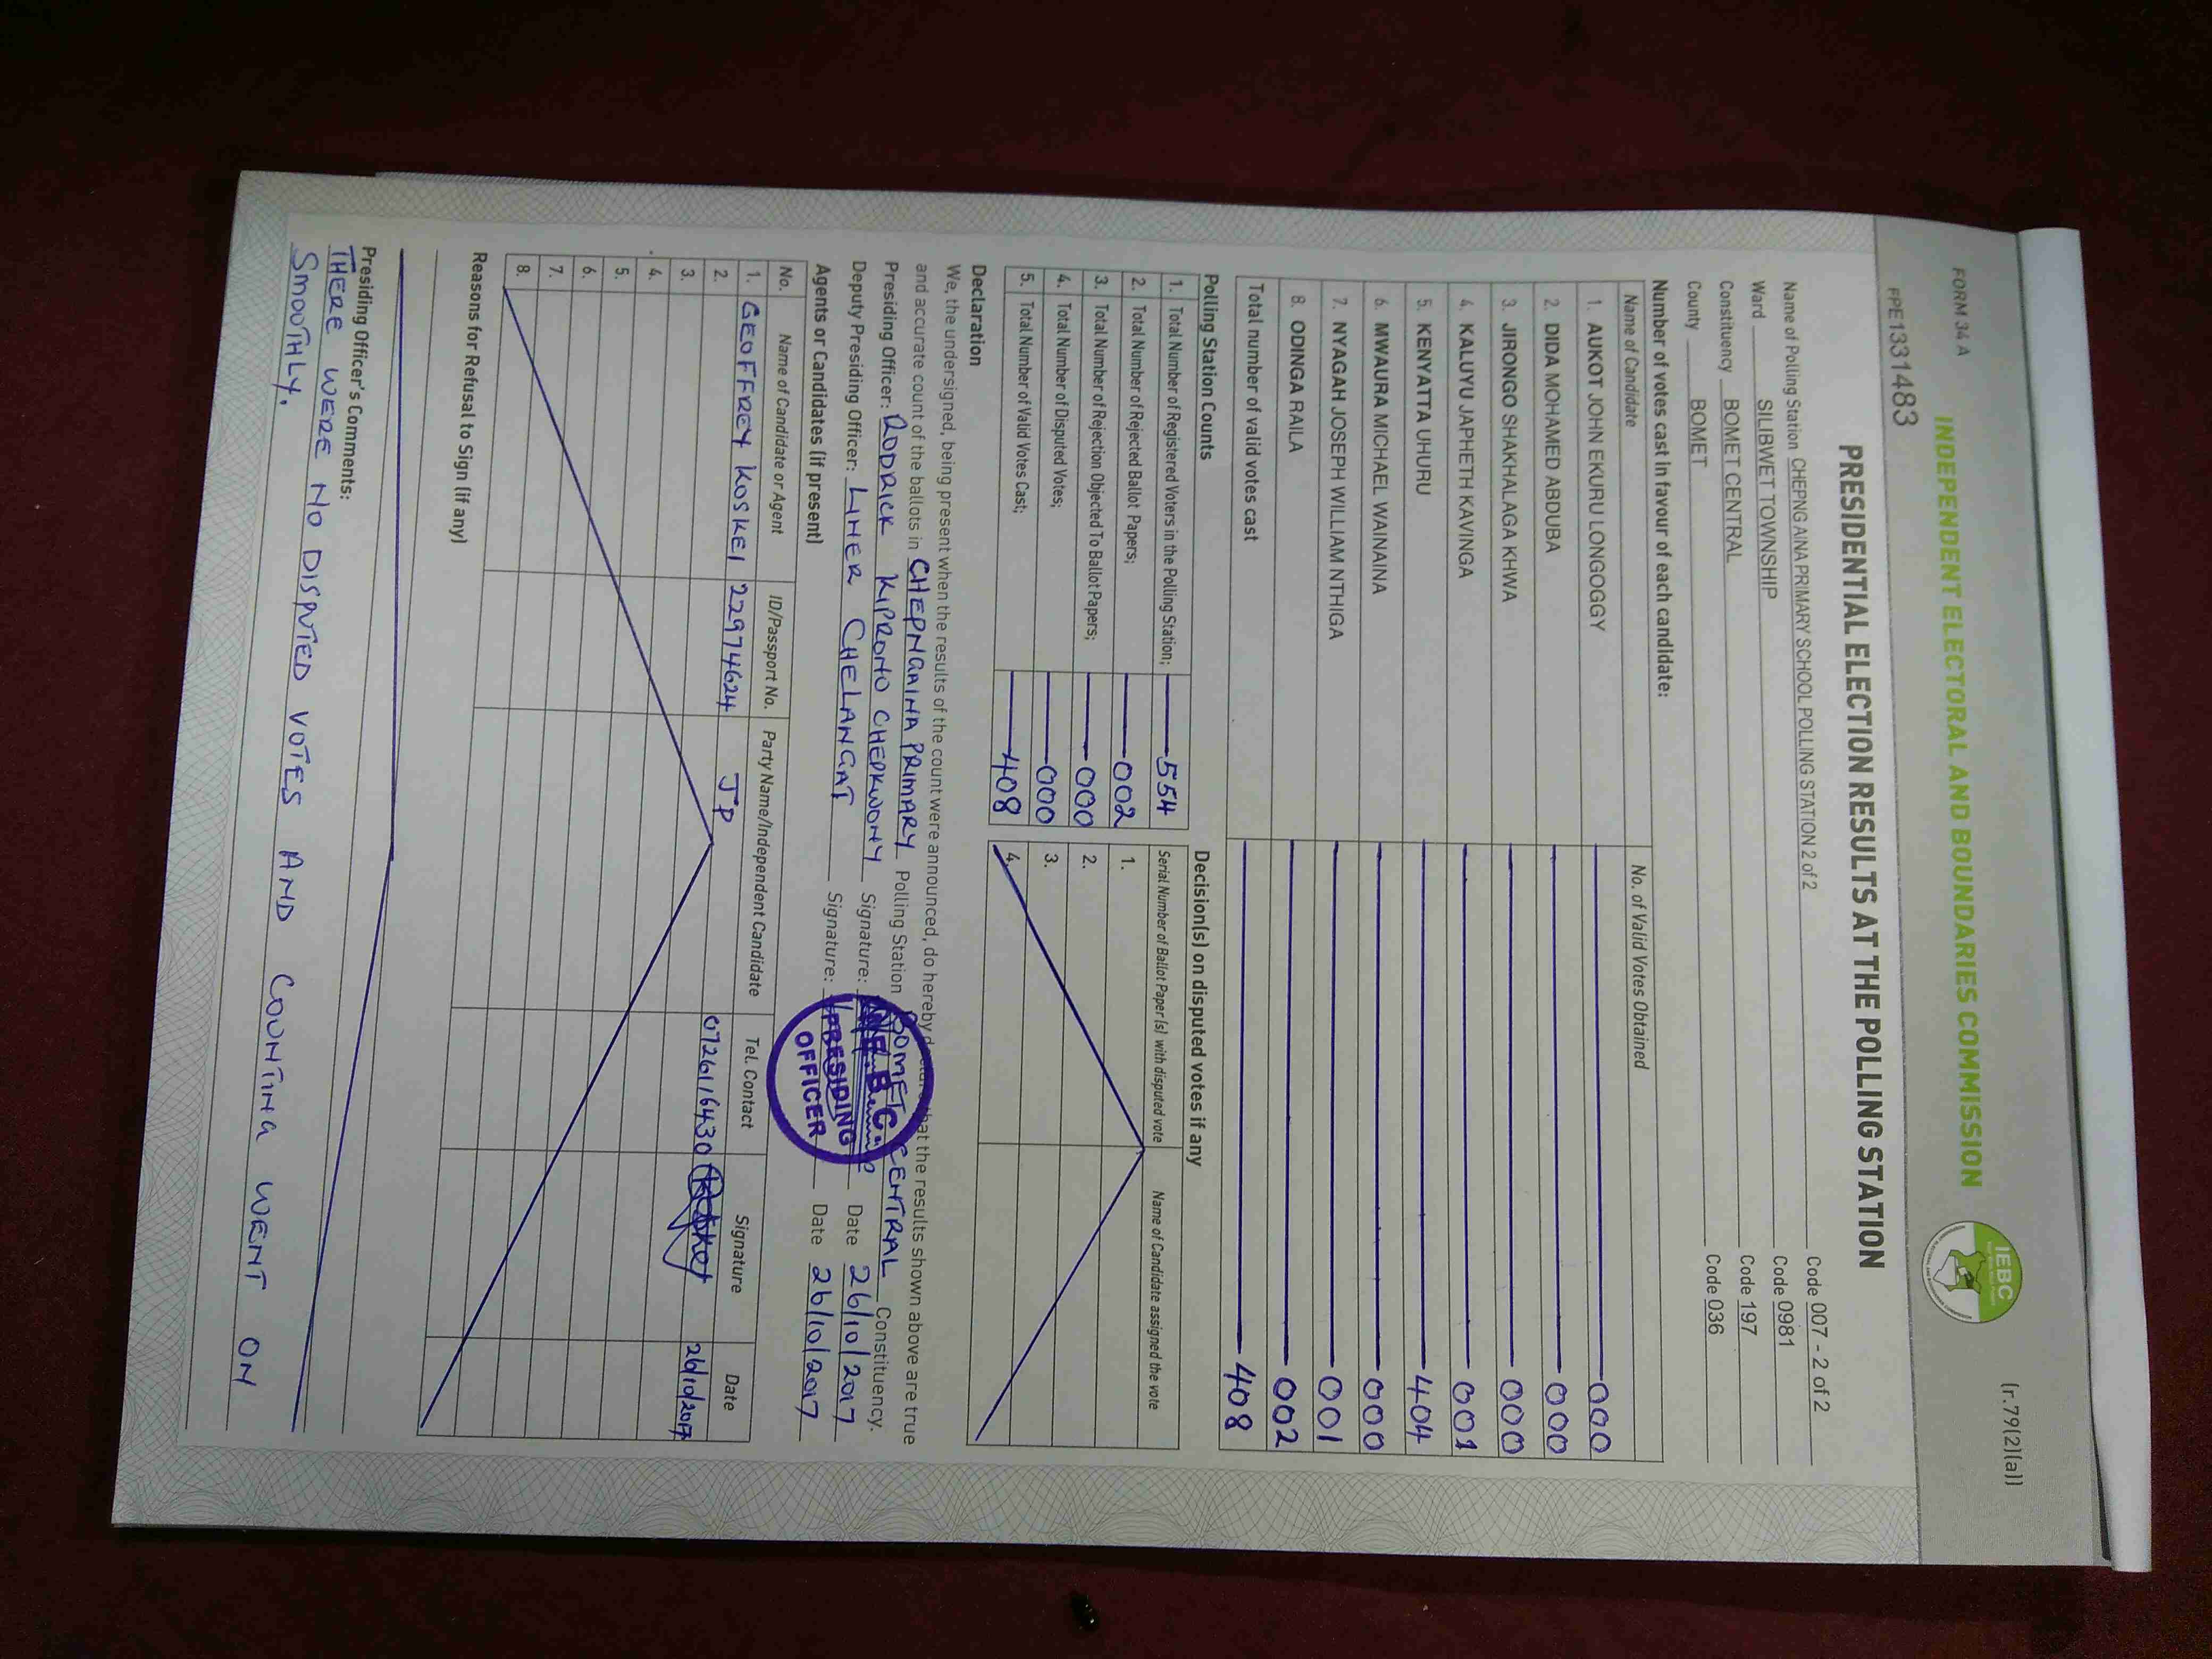 FORM 34 A
(r.79(2)(a))
INDEPENDENT ELECTORAL AND BOUNDARIES COMMISSION
IEBC
FPE1331483
PRESIDENTIAL ELECTION RESULTS AT THE POLLING STATION
Name of Polling Station CHEPNG AINA PRIMARY SCHOOL POLLING STATION 2 of 2 Code 007 - 2 of 2
Ward SILIBWET TOWNSHIP Code 0981
Constituency BOMET CENTRAL Code 197
County BOMET Code 036
Number of votes cast in favour of each candidate:
Name of Candidate No. of Valid Votes Obtained
1. AUKOT JOHN EKURU LONGOGGY 000
2. DIDA MOHAMED ABDUBA 000
3. JIRONGO SHAKHALAGA KHWA 000
4. KALUYU JAPHETH KAVINGA 001
5. KENYATTA UHURU 404
6. MWAURA MICHAEL WAINAINA 000
7. NYAGAH JOSEPH WILLIAM NTHIGA 001
8. ODINGA RAILA 002
Total number of valid votes cast 408
Polling Station Counts
1. Total Number of Registered Voters in the Polling Station; 554
2. Total Number of Rejected Ballot Papers; 002
3. Total Number of Rejection Objected To Ballot Papers; 000
4. Total Number of Disputed Votes; 000
5. Total Number of Valid Votes Cast; 408
Decision(s) on disputed votes if any
Serial Number of Ballot Paper (s) with disputed vote Name of Candidate assigned the vote
1.
2.
3.
4.
Declaration
We, the undersigned, being present when the results of the count were announced, do hereby declare that the results shown above are true
and accurate count of the ballots in CHEPNGAINA PRIMARY Polling Station BOMET CENTRAL Constituency.
Presiding Officer: RODRICK KIPRONO CHEPKWONY Signature: Date 26/10/2017
Deputy Presiding Officer: LIHER CHELANGAT Signature: Date 26/10/2017
I.E.B.C.
PRESIDING
OFFICER
Agents or Candidates (if present)
No. Name of Candidate or Agent ID/Passport No. Party Name/Independent Candidate Tel. Contact Signature Date
1. GEOFFREY KOSKEI 22974624 JP 0726116430 26/10/2017
2.
3.
4.
5.
6.
7.
8.
Reasons for Refusal to Sign (if any)
Presiding Officer's Comments:
THERE WERE NO DISPUTED VOTES AND COUNTING WENT ON
SMOOTHLY.